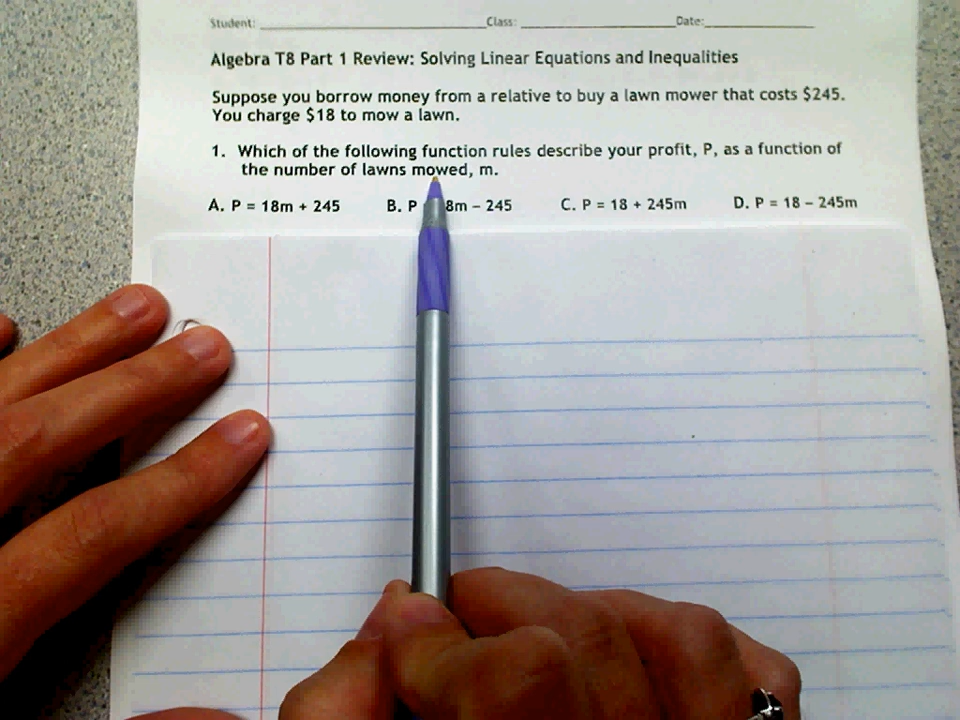 Student: Class: Date:
Algebra T8 Part 1 Review: Solving Linear Equations and Inequalities
Suppose you borrow money from a relative to buy a lawn mower that costs $245.
You charge $18 to mow a lawn.
1. Which of the following function rules describe your profit, P, as a function of
the number of lawns mowed, m.
A. P = 18m + 245 B. P 8m – 245 C. P = 18 + 245m D. P = 18 – 245m